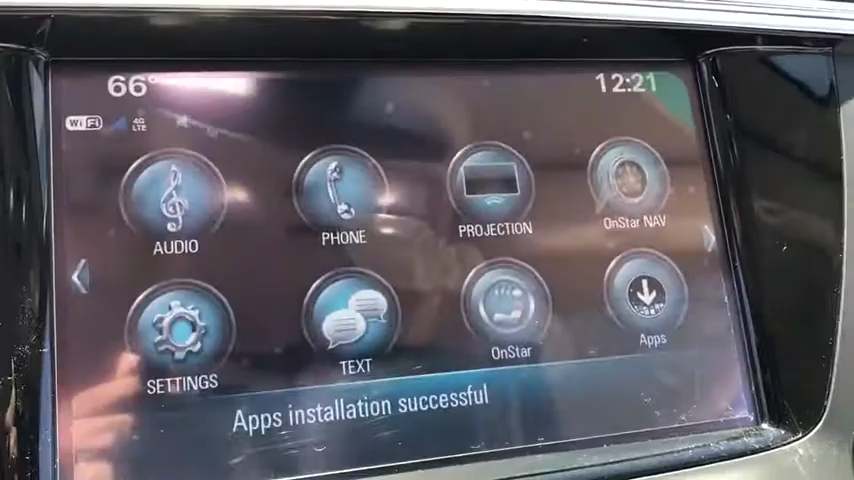 66°
12:21
WiFi 4G LTE
AUDIO
PHONE
PROJECTION
OnStar NAV
SETTINGS
TEXT
OnStar
Apps
Apps installation successful